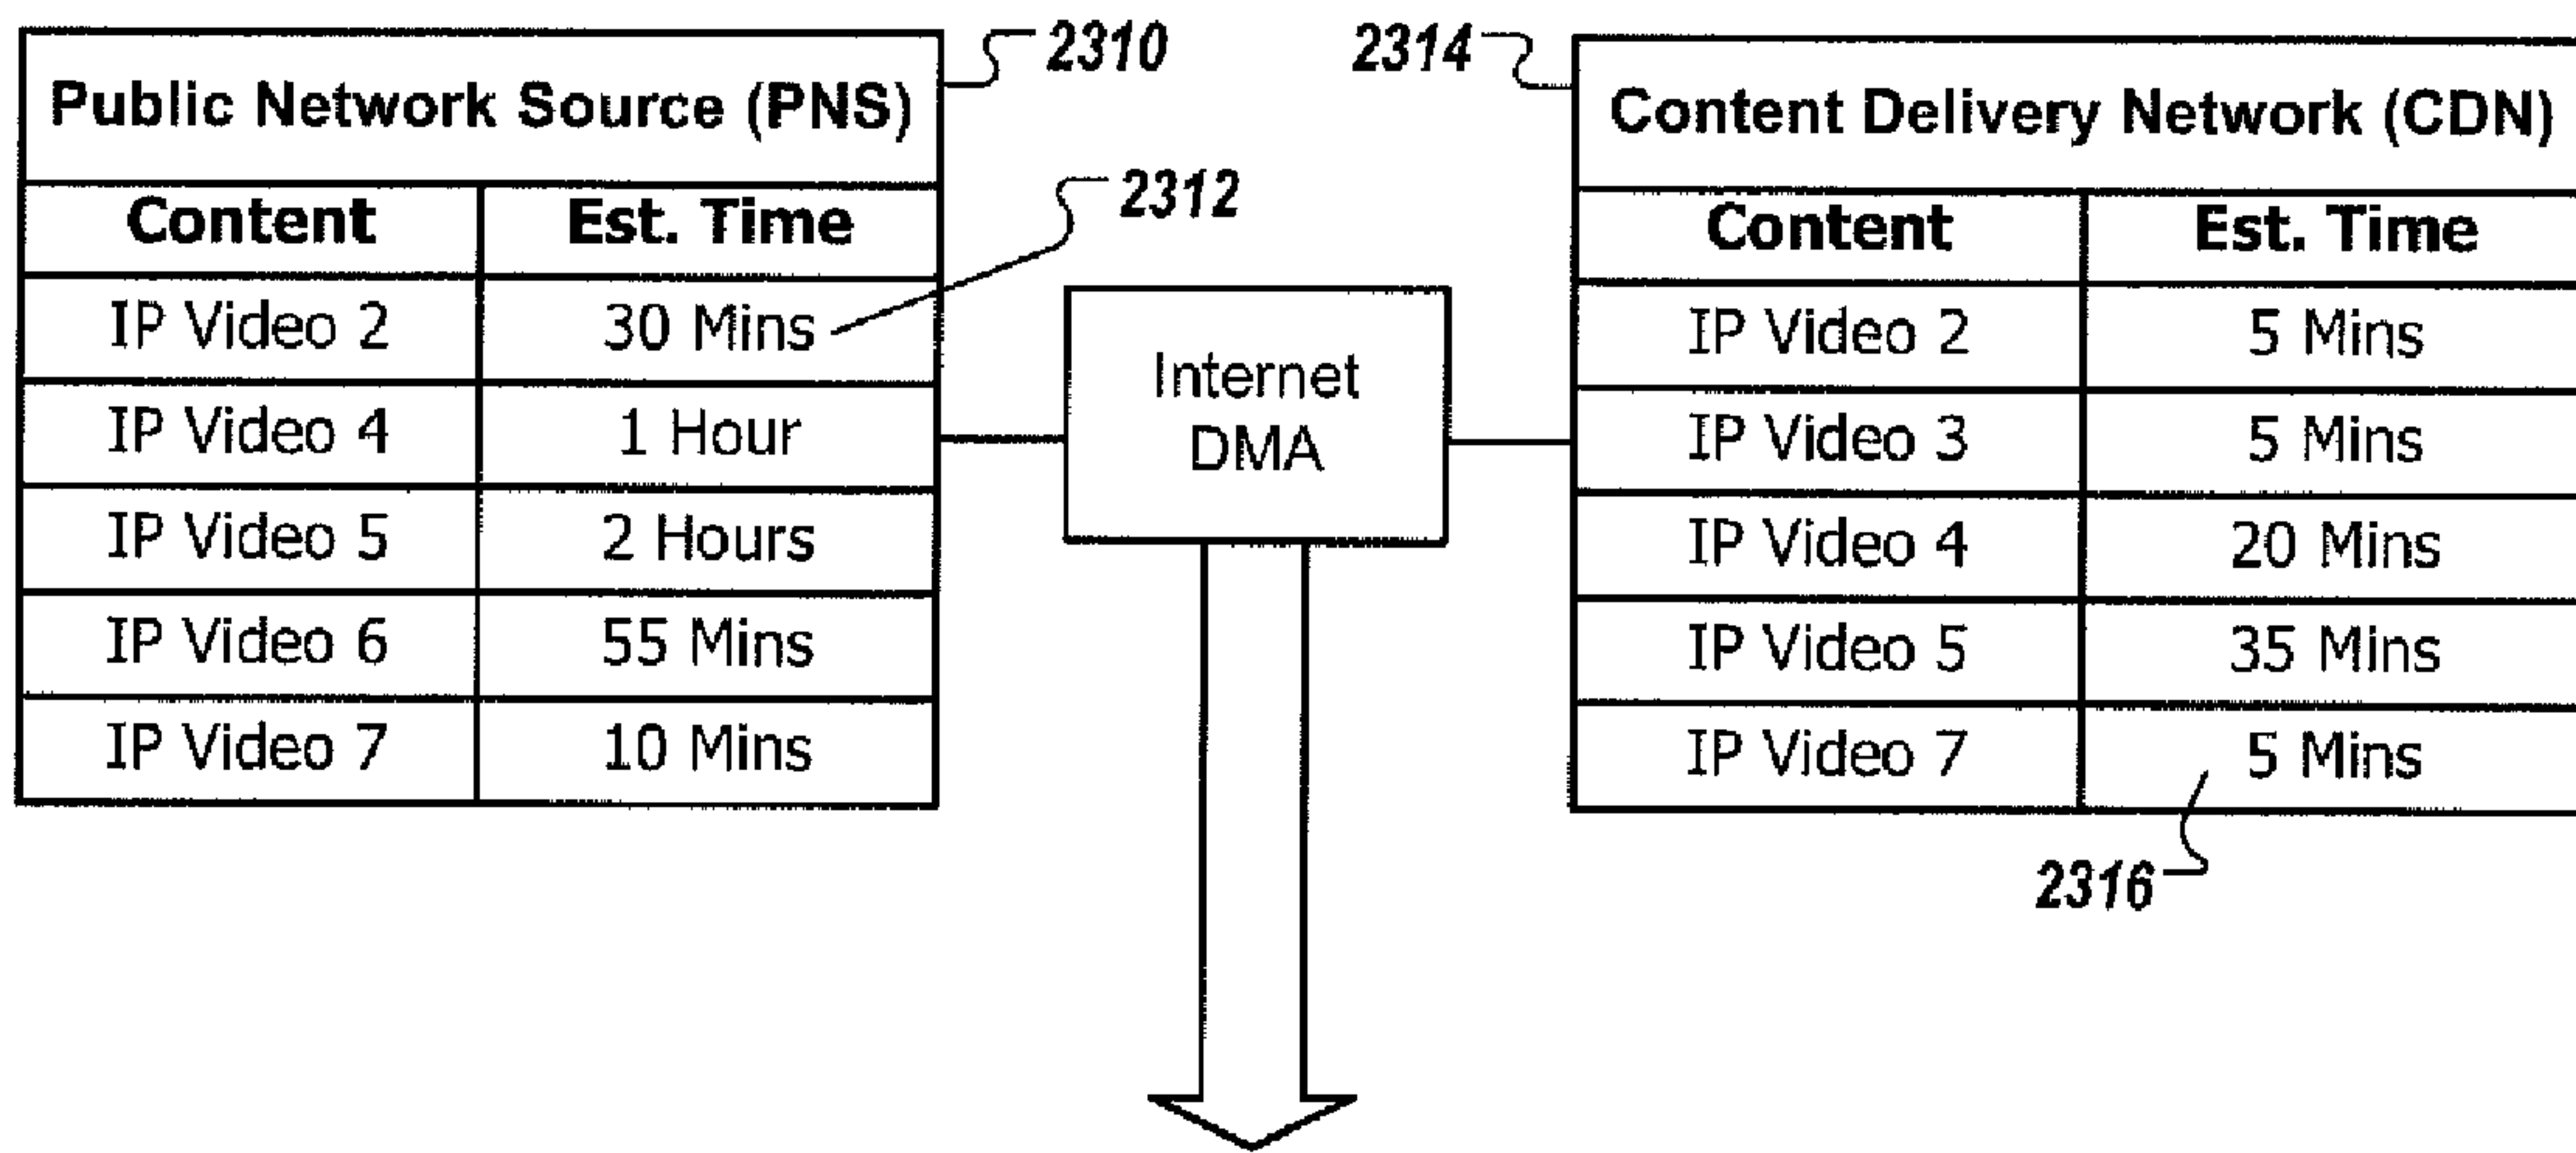 2310
Public Network Source (PNS)
Content Est. Time
2312
IP Video 2 30 Mins
IP Video 4 1 Hour
IP Video 5 2 Hours
IP Video 6 55 Mins
IP Video 7 10 Mins
Internet
DMA
2314
Content Delivery Network (CDN)
Content Est. Time
IP Video 2 5 Mins
IP Video 3 5 Mins
IP Video 4 20 Mins
IP Video 5 35 Mins
IP Video 7 5 Mins
2316